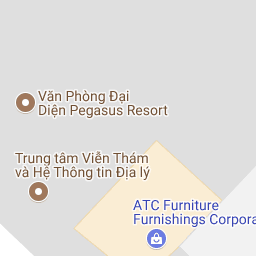 Văn Phòng Đại
Diện Pegasus Resort
Trung tâm Viễn Thám
và Hệ Thông tin Địa lý
ATC Furniture
Furnishings Corpora